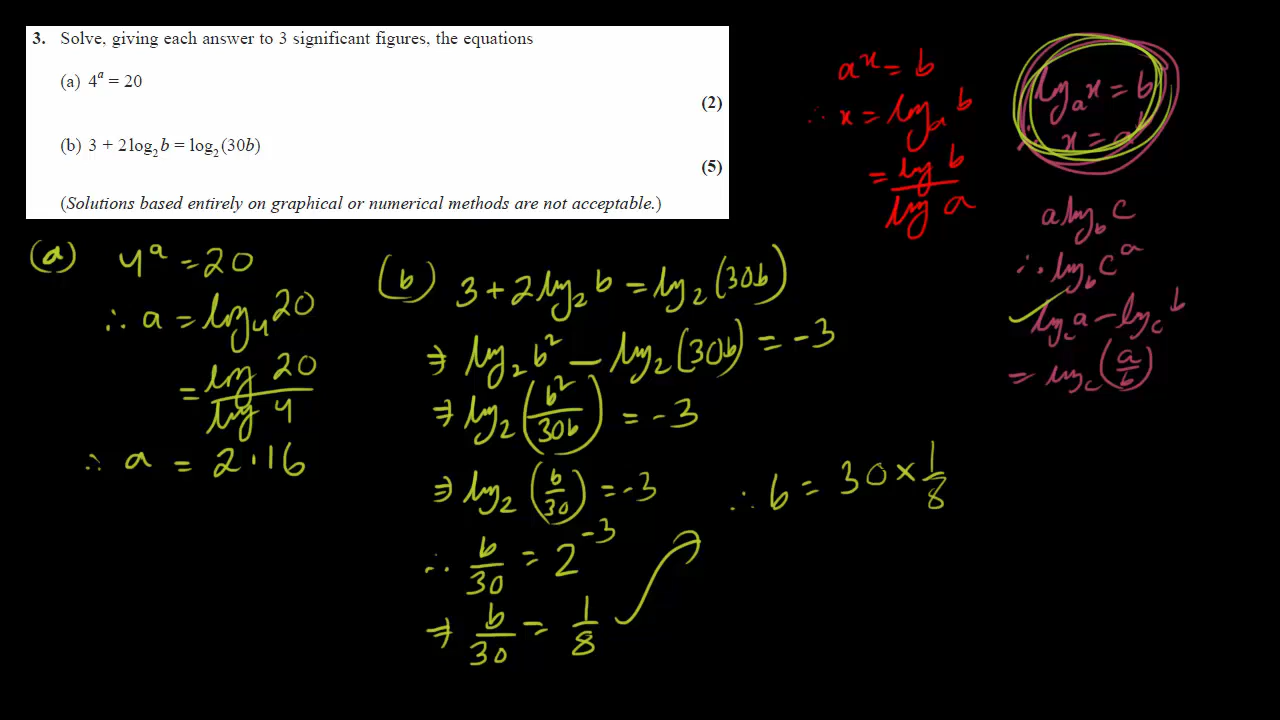 3. Solve, giving each answer to 3 significant figures, the equations
(a) 4^a = 20
(2)
(b) 3 + 2log₂b = log₂(30b)
(5)
(Solutions based entirely on graphical or numerical methods are not acceptable.)
a^x = b
∴ x = log_a b
= log b / log a
log_a x = b
∴ x = a^b
a log_b c
∴ log_b c^a
log_c a − log_c b
= log_c (a/b)
(a) 4^a = 20
∴ a = log₄ 20
= log 20 / log 4
∴ a = 2·16
(b) 3 + 2log₂ b = log₂ (30b)
⇒ log₂ b² − log₂ (30b) = −3
⇒ log₂ (b²/30b) = −3
⇒ log₂ (b/30) = −3
∴ b/30 = 2^−3
⇒ b/30 = 1/8
∴ b = 30 × 1/8